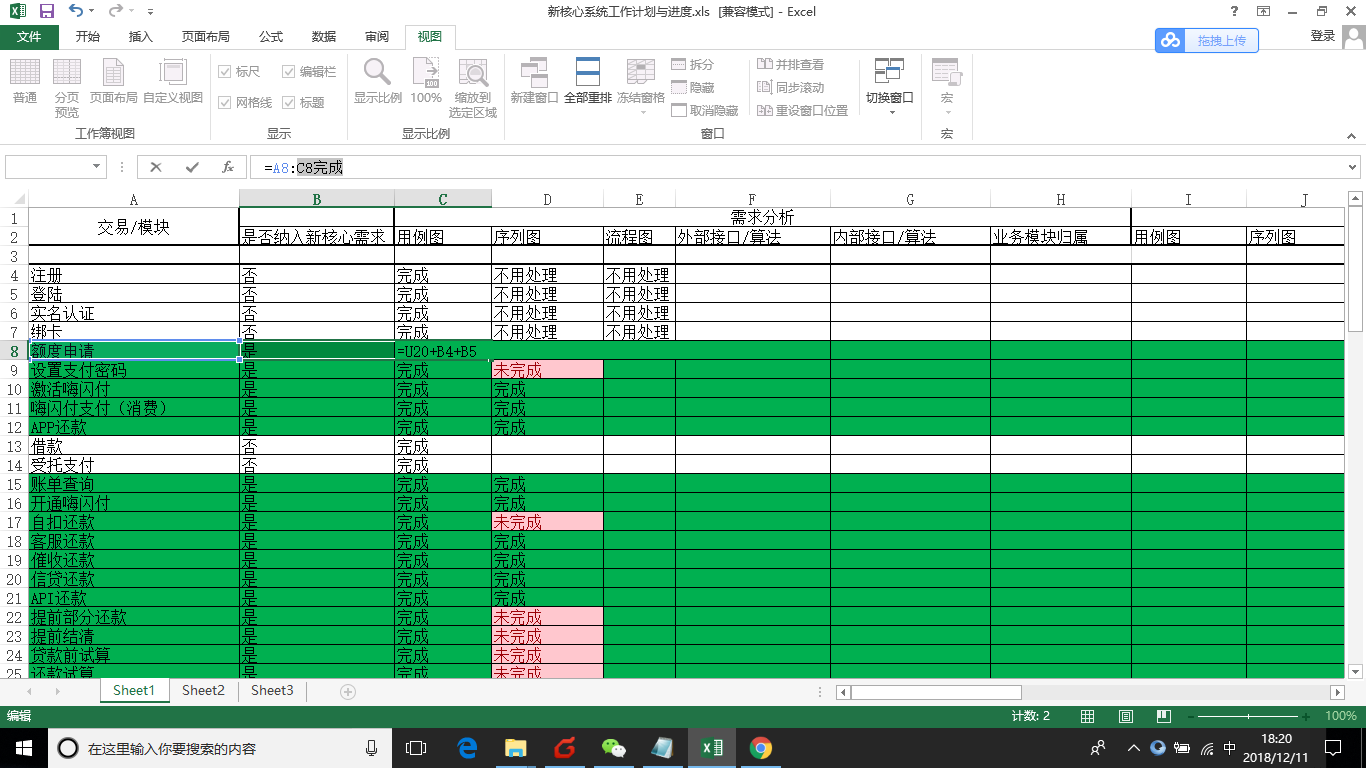 新核心系统工作计划与进度.xls [兼容模式] - Excel
文件 开始 插入 页面布局 公式 数据 审阅 视图
拖拽上传
登录
普通 分页预览 页面布局 自定义视图
工作簿视图
标尺 编辑栏
网格线 标题
显示
显示比例 100% 缩放到选定区域
显示比例
新建窗口 全部重排 冻结窗格
拆分 并排查看
隐藏 同步滚动
取消隐藏 重设窗口位置
切换窗口
窗口
宏
宏
=A8:C8完成
A B C D E F G H I J
1 交易/模块 需求分析
2 是否纳入新核心需求 用例图 序列图 流程图 外部接口/算法 内部接口/算法 业务模块归属 用例图 序列图
3
4 注册 否 完成 不用处理 不用处理
5 登陆 否 完成 不用处理 不用处理
6 实名认证 否 完成 不用处理 不用处理
7 绑卡 否 完成 不用处理 不用处理
8 额度申请 是 =U20+B4+B5
9 设置支付密码 是 完成 未完成
10 激活嗨闪付 是 完成 完成
11 嗨闪付支付（消费） 是 完成 完成
12 APP还款 是 完成 完成
13 借款 否 完成
14 受托支付 否 完成
15 账单查询 是 完成 完成
16 开通嗨闪付 是 完成 完成
17 自扣还款 是 完成 未完成
18 客服还款 是 完成 完成
19 催收还款 是 完成 完成
20 信贷还款 是 完成 完成
21 API还款 是 完成 完成
22 提前部分还款 是 完成 未完成
23 提前结清 是 完成 未完成
24 贷款前试算 是 完成 未完成
25 还款试算 是 完成 未完成
Sheet1 Sheet2 Sheet3
编辑 计数: 2 100%
在这里输入你要搜索的内容
中
18:20
2018/12/11